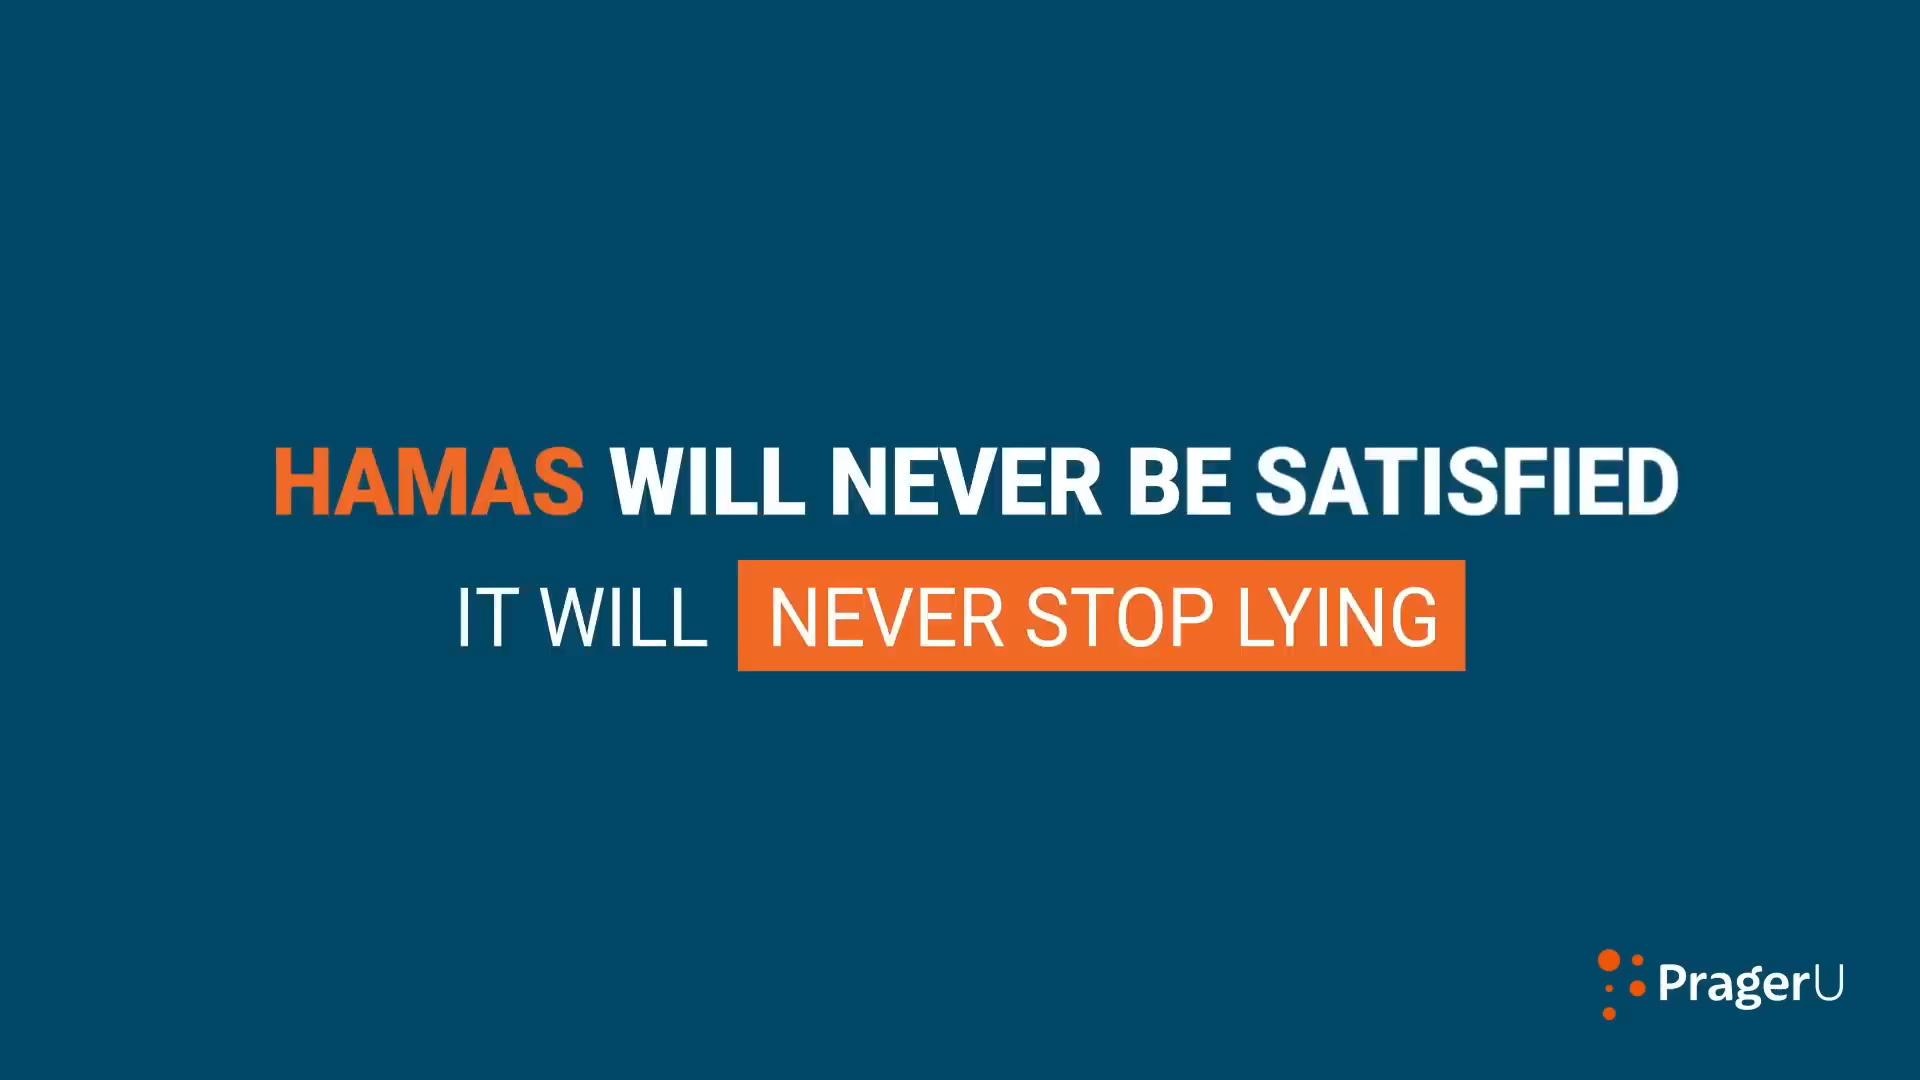 HAMAS WILL NEVER BE SATISFIED
IT WILL NEVER STOP LYING
PragerU